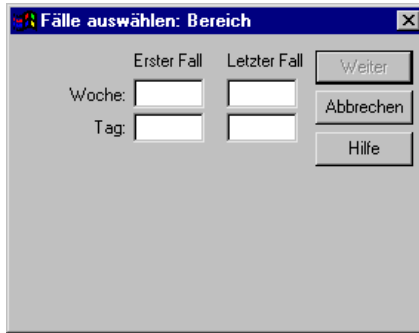 Fälle auswählen: Bereich
Erster Fall Letzter Fall Weiter
Woche: Abbrechen
Tag: Hilfe